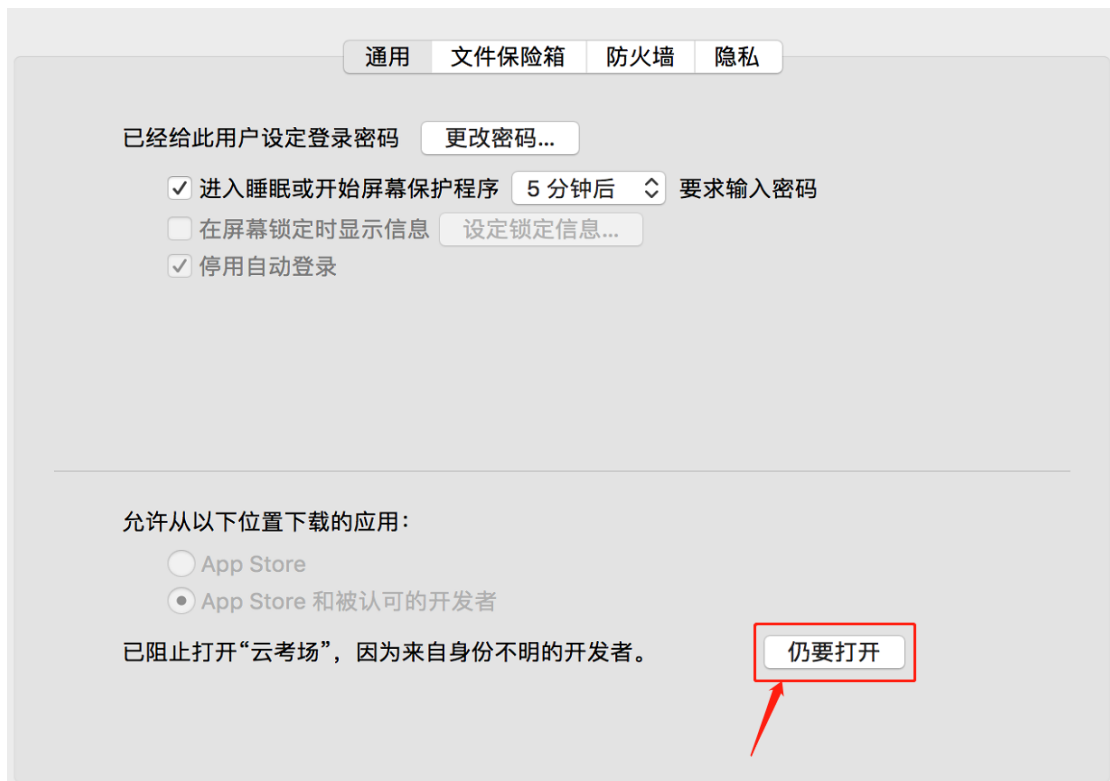 通用 文件保险箱 防火墙 隐私
已经给此用户设定登录密码 更改密码...
进入睡眠或开始屏幕保护程序 5 分钟后 要求输入密码
在屏幕锁定时显示信息 设定锁定信息...
停用自动登录
允许从以下位置下载的应用：
App Store
App Store 和被认可的开发者
已阻止打开“云考场”，因为来自身份不明的开发者。 仍要打开